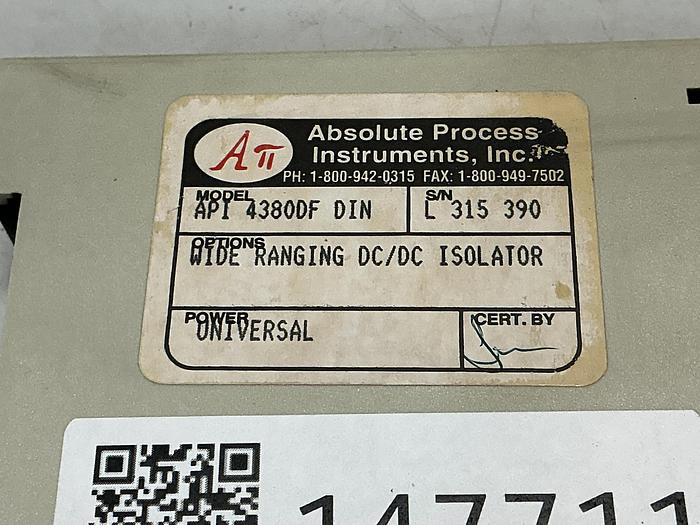 Aπ
Absolute Process
Instruments, Inc.
PH: 1-800-942-0315 FAX: 1-800-949-7502
MODEL
API 4380DF DIN
S/N
L 315 390
OPTIONS
WIDE RANGING DC/DC ISOLATOR
POWER
UNIVERSAL
CERT. BY
147711